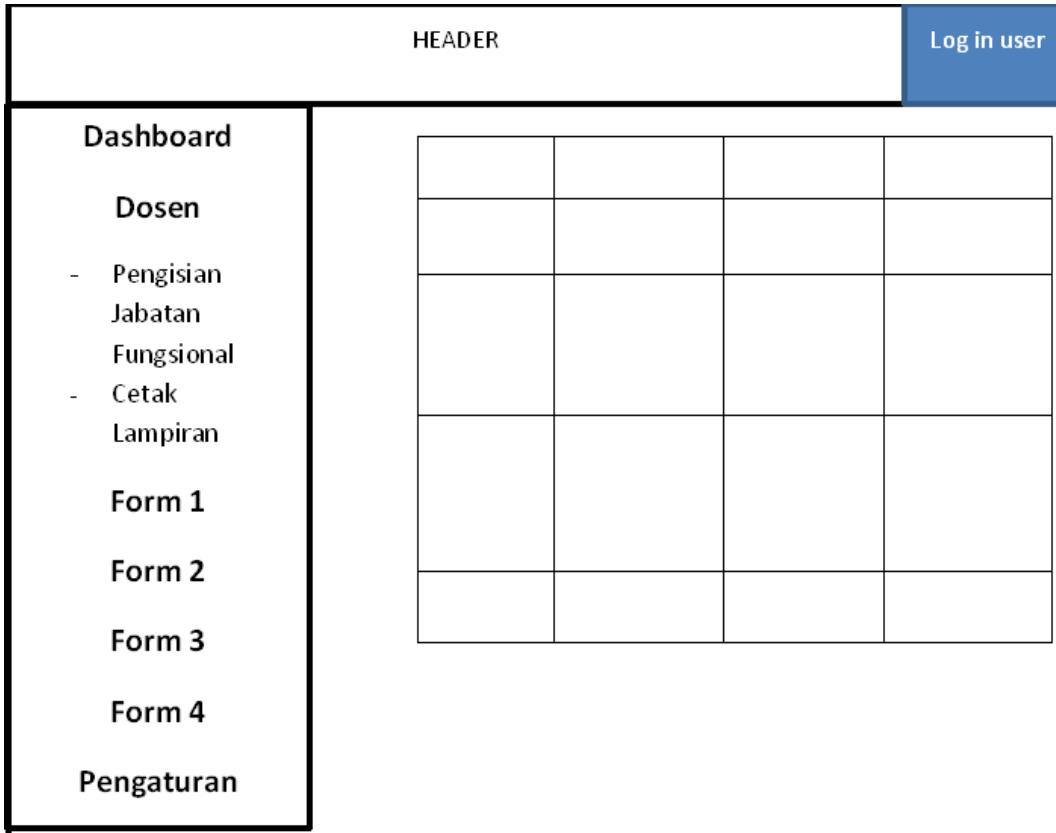 HEADER
Log in user
Dashboard
Dosen
- Pengisian
Jabatan
Fungsional
- Cetak
Lampiran
Form 1
Form 2
Form 3
Form 4
Pengaturan